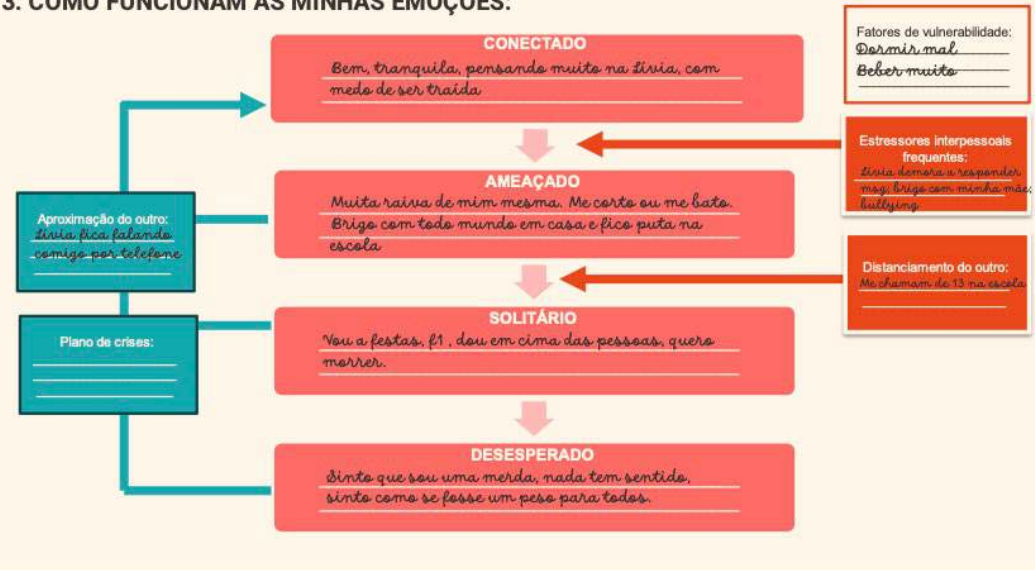 3. COMO FUNCIONAM AS MINHAS EMOÇÕES:
CONECTADO
Bem, tranquila, pensando muito na Lívia, com
medo de ser traída
Fatores de vulnerabilidade:
Dormir mal
Beber muito
Estressores interpessoais
frequentes:
Lívia demora a responder
msg; brigo com minha mãe;
bullying
AMEAÇADO
Muita raiva de mim mesma. Me corto ou me bato.
Brigo com todo mundo em casa e fico puta na
escola
Aproximação do outro:
Lívia fica falando
comigo por telefone
Distanciamento do outro:
Me chamam de 13 na escola
SOLITÁRIO
Vou a festas, f1 , dou em cima das pessoas, quero
morrer.
Plano de crises:
DESESPERADO
Sinto que sou uma merda, nada tem sentido,
sinto como se fosse um peso para todos.